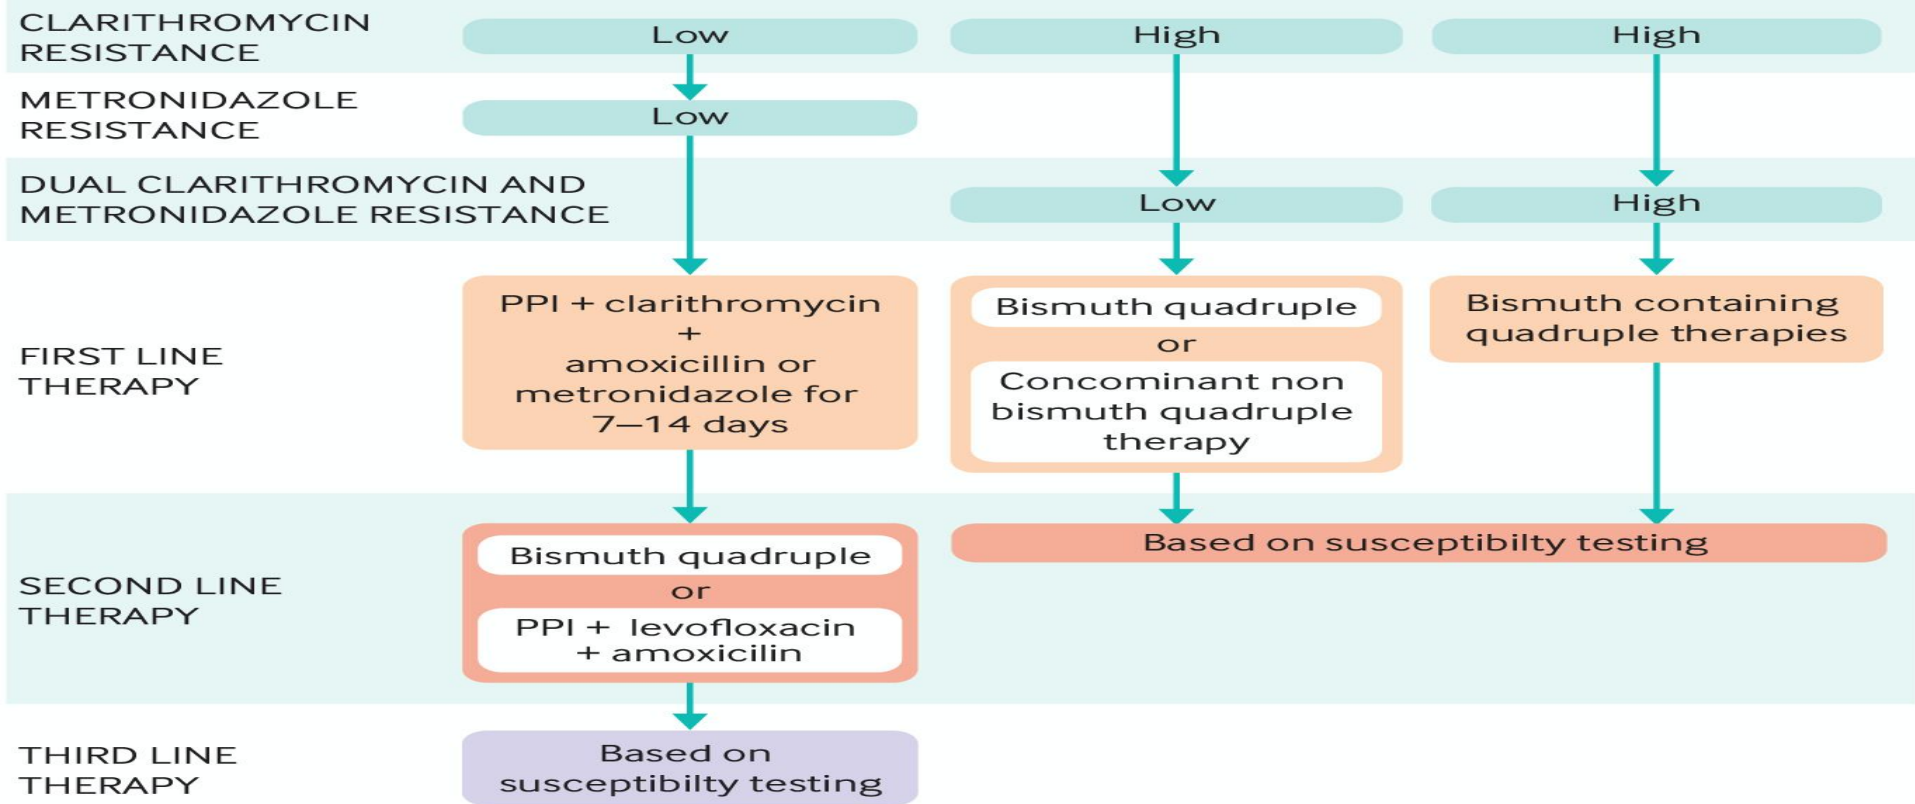 CLARITHROMYCIN
RESISTANCE
Low
High
High
METRONIDAZOLE
RESISTANCE
Low
DUAL CLARITHROMYCIN AND
METRONIDAZOLE RESISTANCE
Low
High
FIRST LINE
THERAPY
PPI + clarithromycin
+
amoxicillin or
metronidazole for
7–14 days
Bismuth quadruple
or
Concominant non
bismuth quadruple
therapy
Bismuth containing
quadruple therapies
SECOND LINE
THERAPY
Bismuth quadruple
or
PPI + levofloxacin
+ amoxicilin
Based on susceptibilty testing
THIRD LINE
THERAPY
Based on
susceptibilty testing